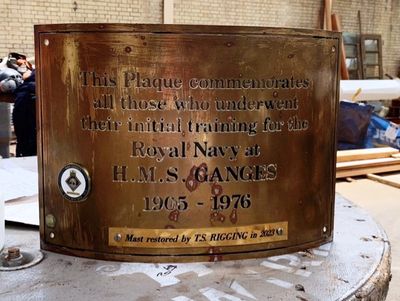 This Plaque commemorates
all those who underwent
their initial training for the
Royal Navy at
H.M.S. GANGES
1905 - 1976
Mast restored by T.S. RIGGING in 2023